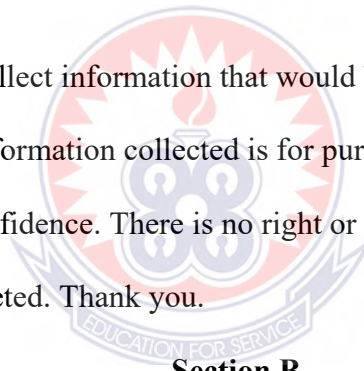 llect information that would
formation collected is for pur
nfidence. There is no right or
eted. Thank you.
EDUCATION FOR SERVICE
Section B